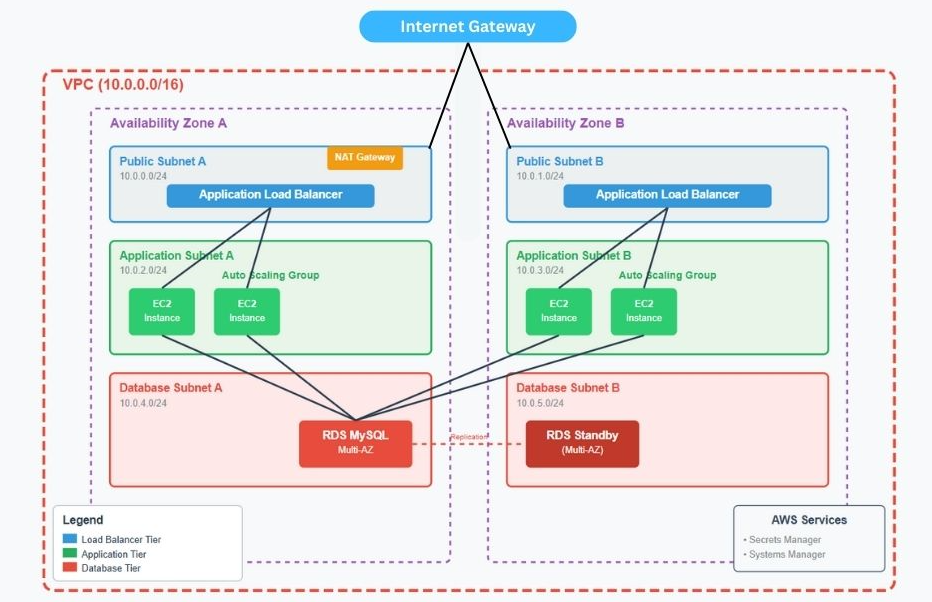 Internet Gateway
VPC (10.0.0.0/16)
Availability Zone A
Public Subnet A
NAT Gateway
10.0.0.0/24
Application Load Balancer
Application Subnet A
10.0.2.0/24
Auto Scaling Group
EC2
Instance
EC2
Instance
Database Subnet A
10.0.4.0/24
RDS MySQL
Multi-AZ
Replication
Availability Zone B
Public Subnet B
10.0.1.0/24
Application Load Balancer
Application Subnet B
10.0.3.0/24
Auto Scaling Group
EC2
Instance
EC2
Instance
Database Subnet B
10.0.5.0/24
RDS Standby
(Multi-AZ)
Legend
Load Balancer Tier
Application Tier
Database Tier
AWS Services
• Secrets Manager
• Systems Manager